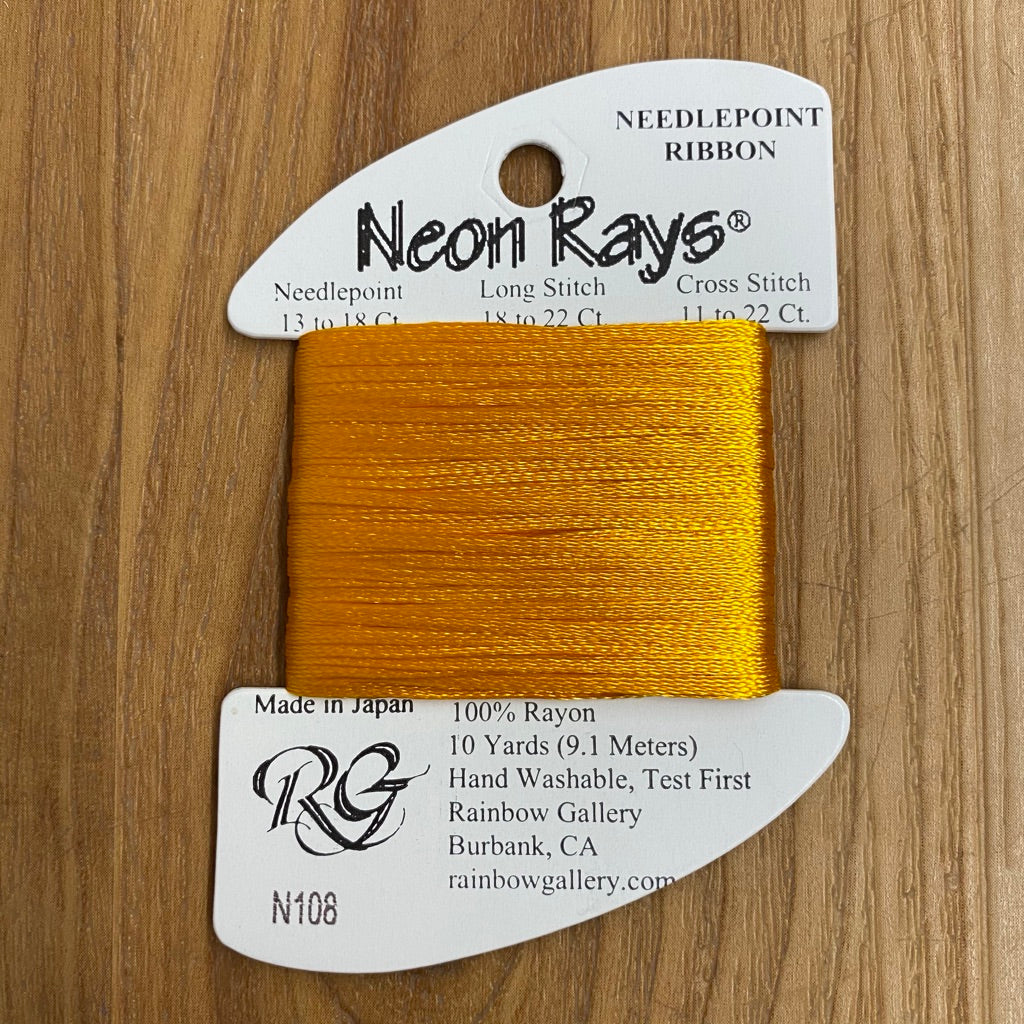 NEEDLEPOINT
RIBBON
Neon Rays®
Needlepoint Long Stitch Cross Stitch
13 to 18 Ct. 18 to 22 Ct. 11 to 22 Ct.
Made in Japan
100% Rayon
10 Yards (9.1 Meters)
Hand Washable, Test First
Rainbow Gallery
Burbank, CA
rainbowgallery.com
RG
N108